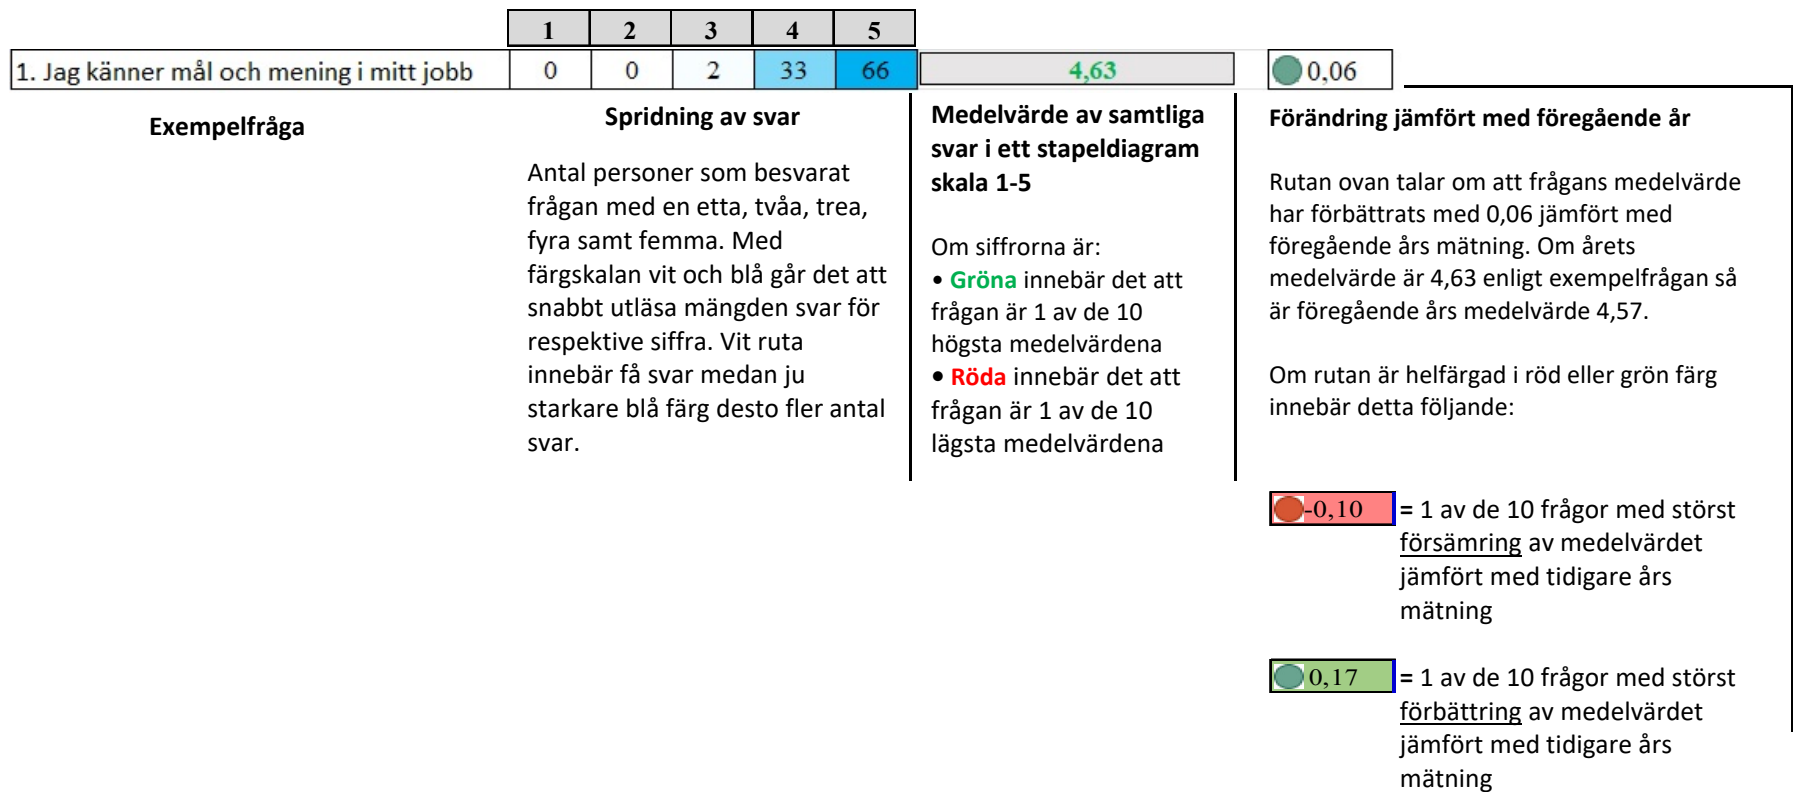 1 2 3 4 5
1. Jag känner mål och mening i mitt jobb 0 0 2 33 66 4,63 0,06
Exempelfråga
Spridning av svar
Antal personer som besvarat
frågan med en etta, tvåa, trea,
fyra samt femma. Med
färgskalan vit och blå går det att
snabbt utläsa mängden svar för
respektive siffra. Vit ruta
innebär få svar medan ju
starkare blå färg desto fler antal
svar.
Medelvärde av samtliga
svar i ett stapeldiagram
skala 1-5
Om siffrorna är:
• Gröna innebär det att
frågan är 1 av de 10
högsta medelvärdena
• Röda innebär det att
frågan är 1 av de 10
lägsta medelvärdena
Förändring jämfört med föregående år
Rutan ovan talar om att frågans medelvärde
har förbättrats med 0,06 jämfört med
föregående års mätning. Om årets
medelvärde är 4,63 enligt exempelfrågan så
är föregående års medelvärde 4,57.
Om rutan är helfärgad i röd eller grön färg
innebär detta följande:
-0,10 = 1 av de 10 frågor med störst
försämring av medelvärdet
jämfört med tidigare års
mätning
0,17 = 1 av de 10 frågor med störst
förbättring av medelvärdet
jämfört med tidigare års
mätning